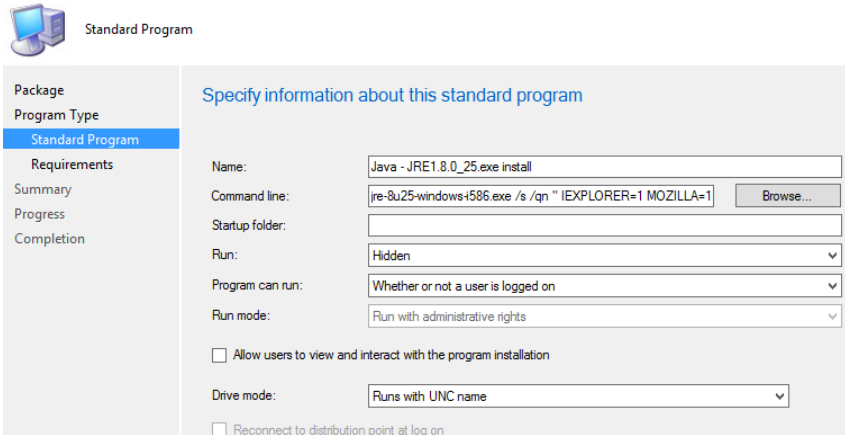 Standard Program
Package
Program Type
Standard Program
Requirements
Summary
Progress
Completion
Specify information about this standard program
Name: Java - JRE1.8.0_25.exe install
Command line: jre-8u25-windows-i586.exe /s /qn " IEXPLORER=1 MOZILLA=1 Browse...
Startup folder:
Run: Hidden
Program can run: Whether or not a user is logged on
Run mode: Run with administrative rights
Allow users to view and interact with the program installation
Drive mode: Runs with UNC name
Reconnect to distribution point at log on